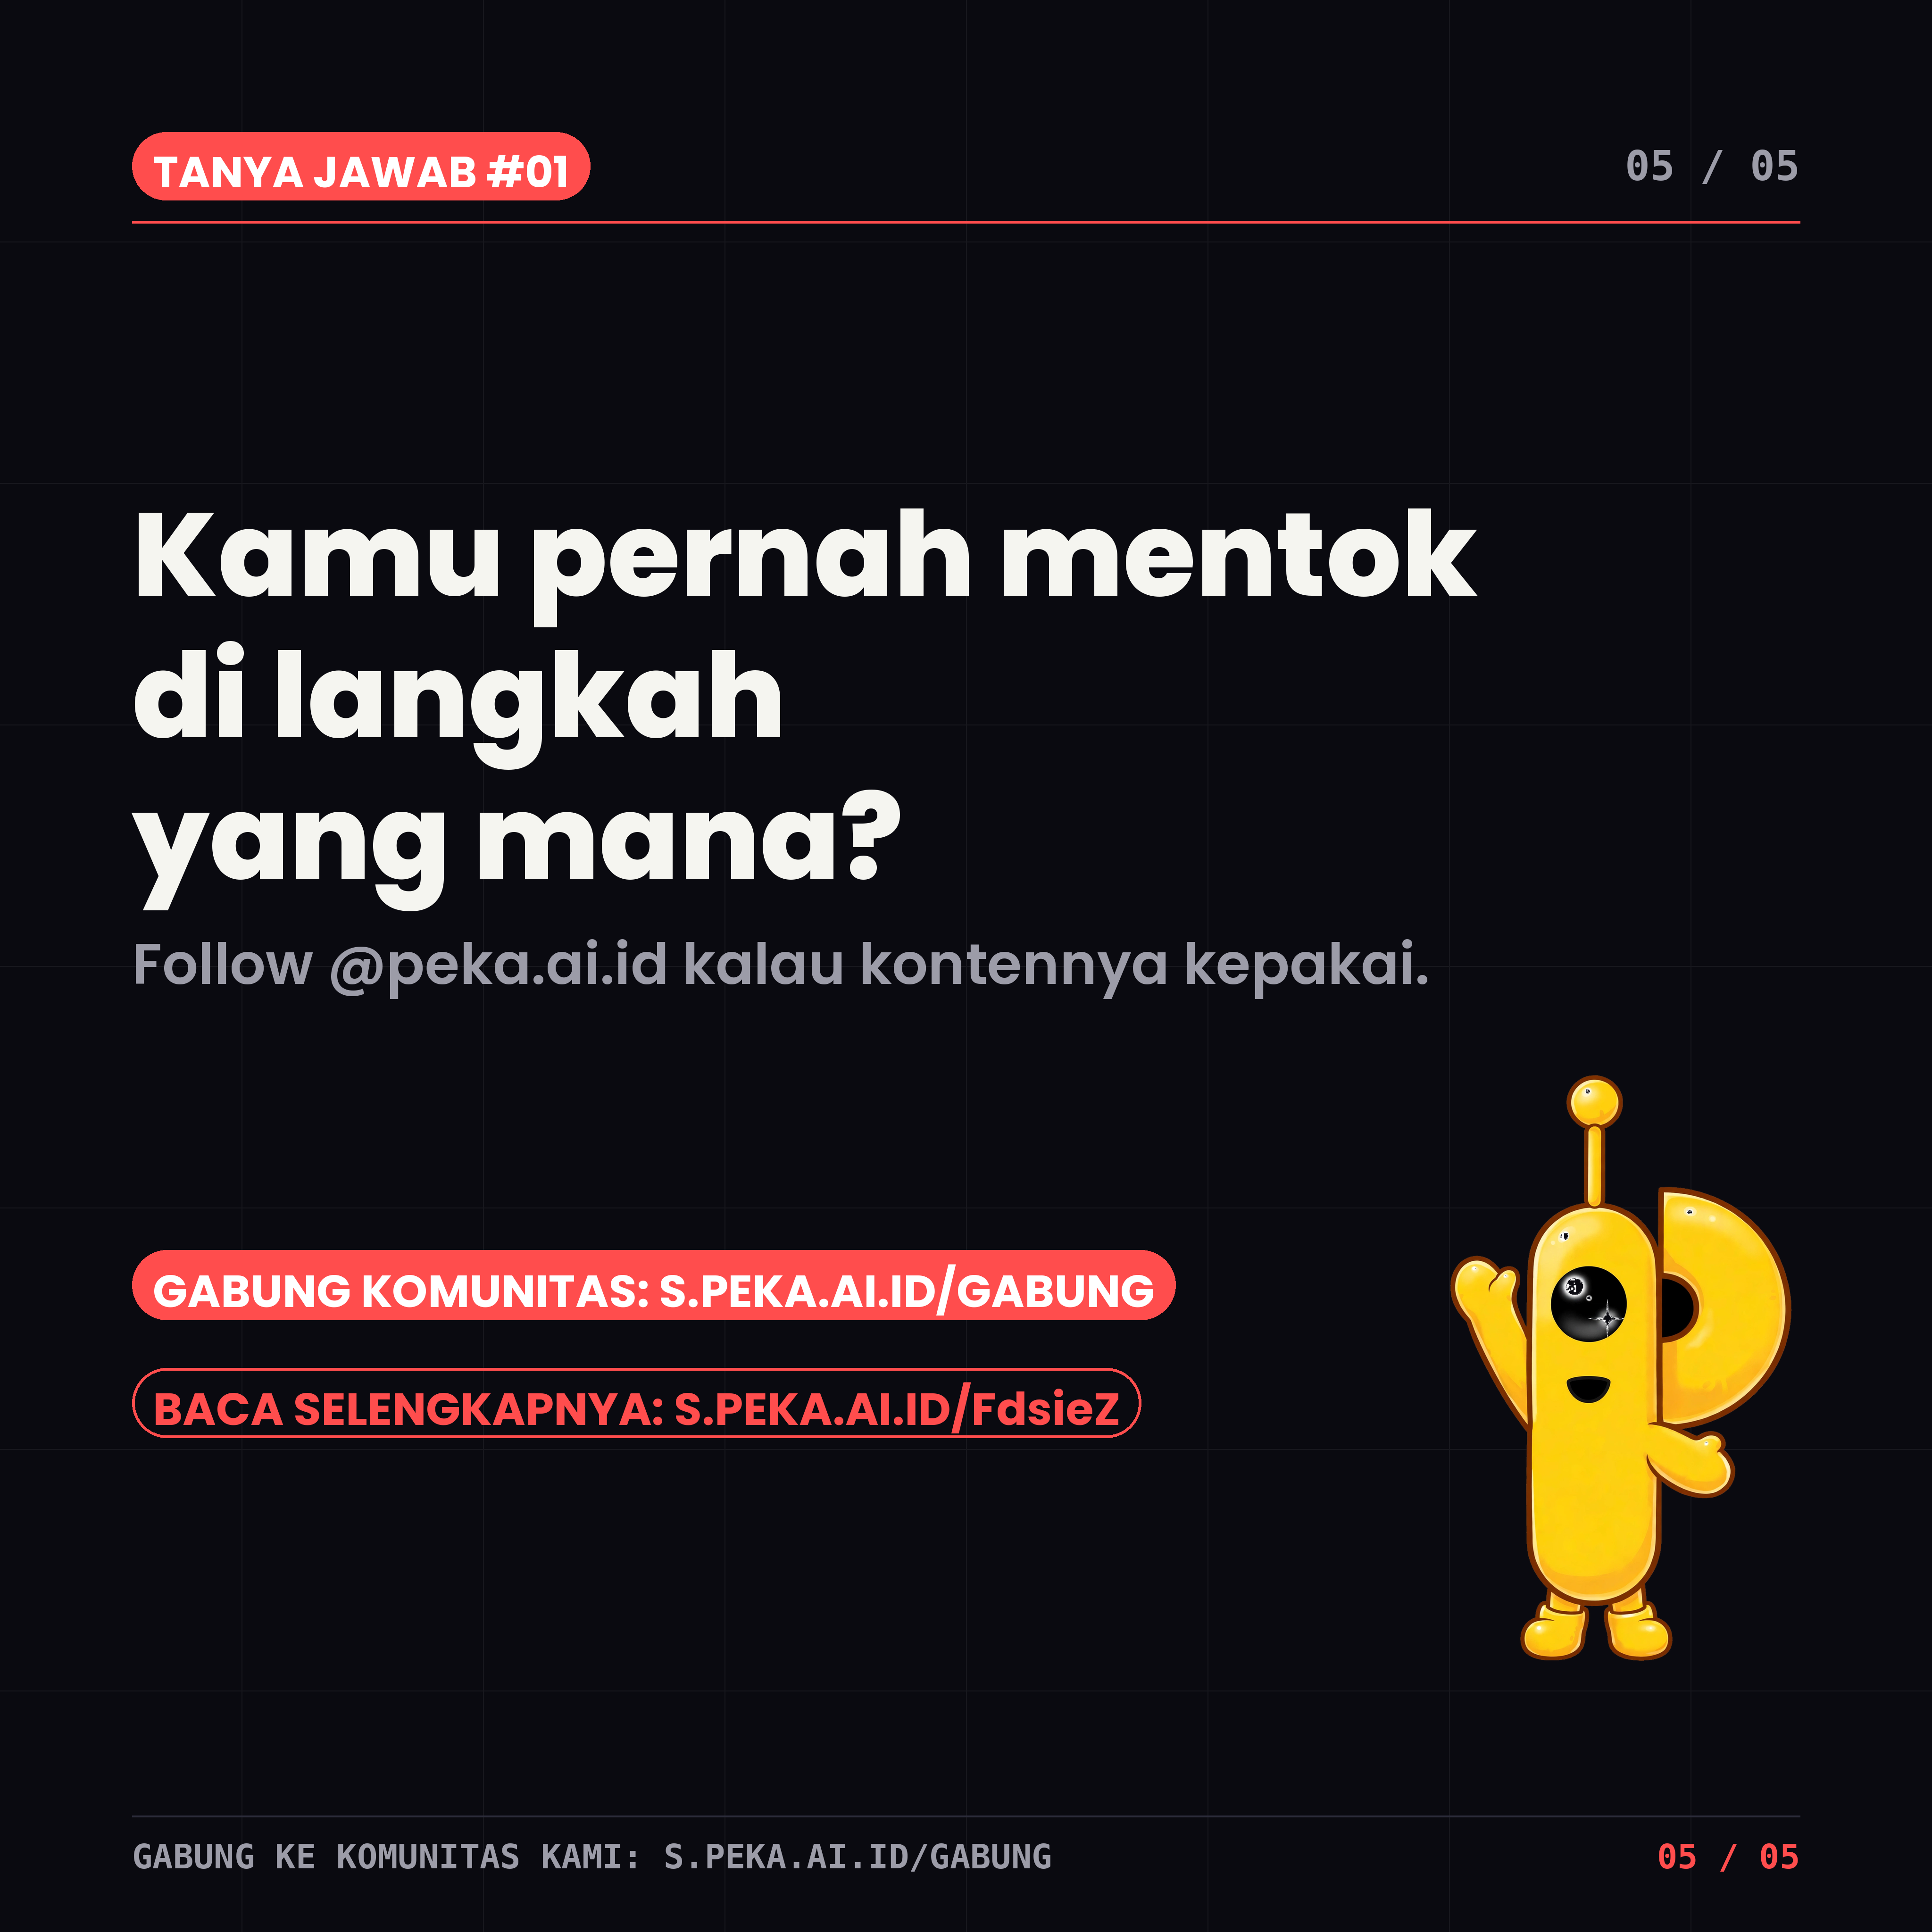 TANYA JAWAB #01
05 / 05
Kamu pernah mentok
di langkah
yang mana?
Follow @peka.ai.id kalau kontennya kepakai.
GABUNG KOMUNITAS: S.PEKA.AI.ID/GABUNG
BACA SELENGKAPNYA: S.PEKA.AI.ID/FdsieZ
GABUNG KE KOMUNITAS KAMI: S.PEKA.AI.ID/GABUNG
05 / 05